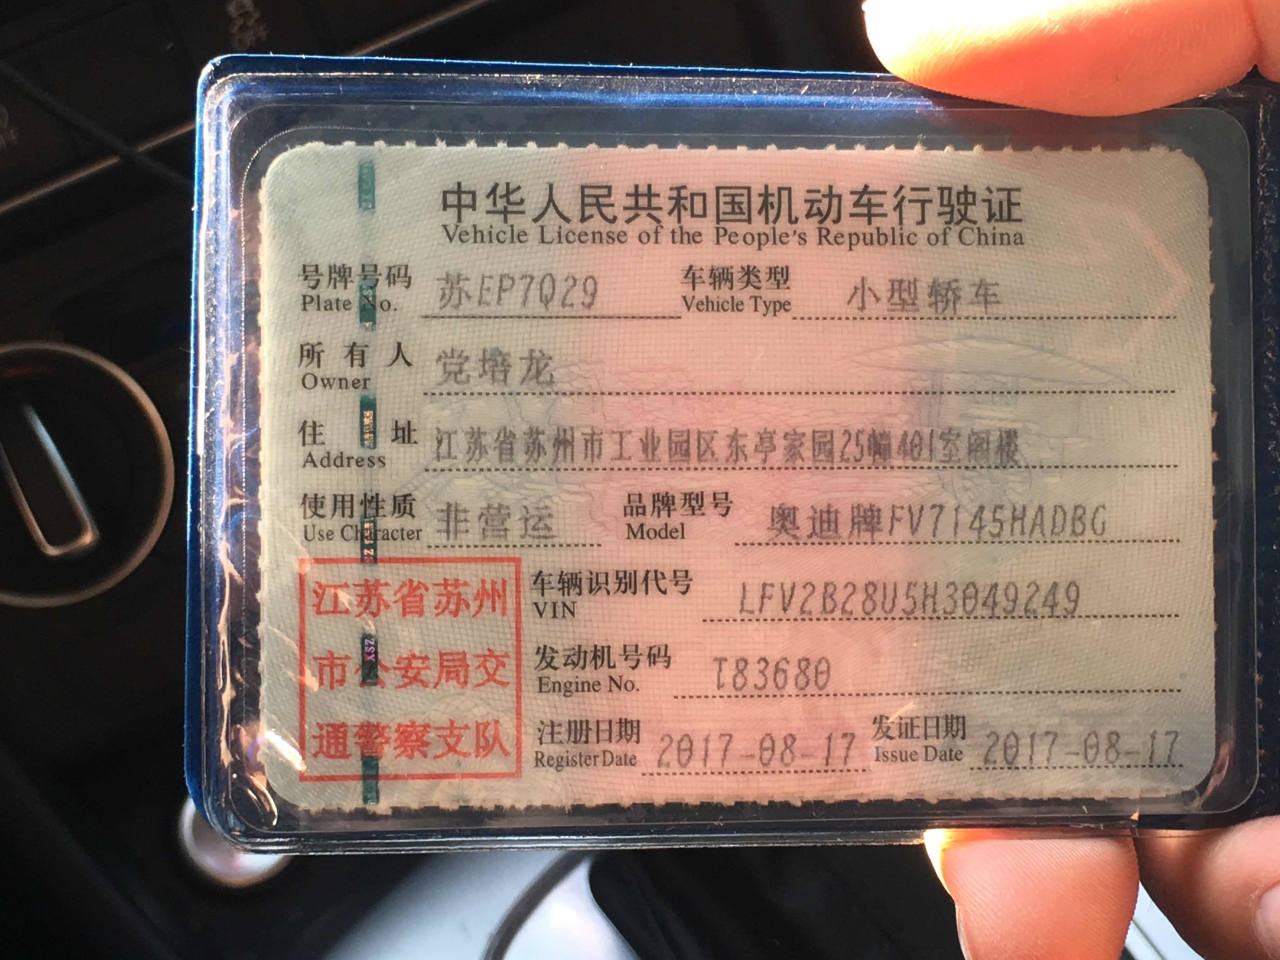 中华人民共和国机动车行驶证
Vehicle License of the People's Republic of China
号牌号码 苏EP7Q29 车辆类型 小型轿车
Plate No. Vehicle Type
所有人 党培龙
Owner
住址 江苏省苏州市工业园区东亭家园25幢401室阁楼
Address
使用性质 非营运 品牌型号 奥迪牌FV7145HADBG
Use Character Model
江苏省苏州
市公安局交
通警察支队
车辆识别代号 LFV2B28U5H3049249
VIN
发动机号码 T83680
Engine No.
注册日期 2017-08-17 发证日期 2017-08-17
Register Date Issue Date